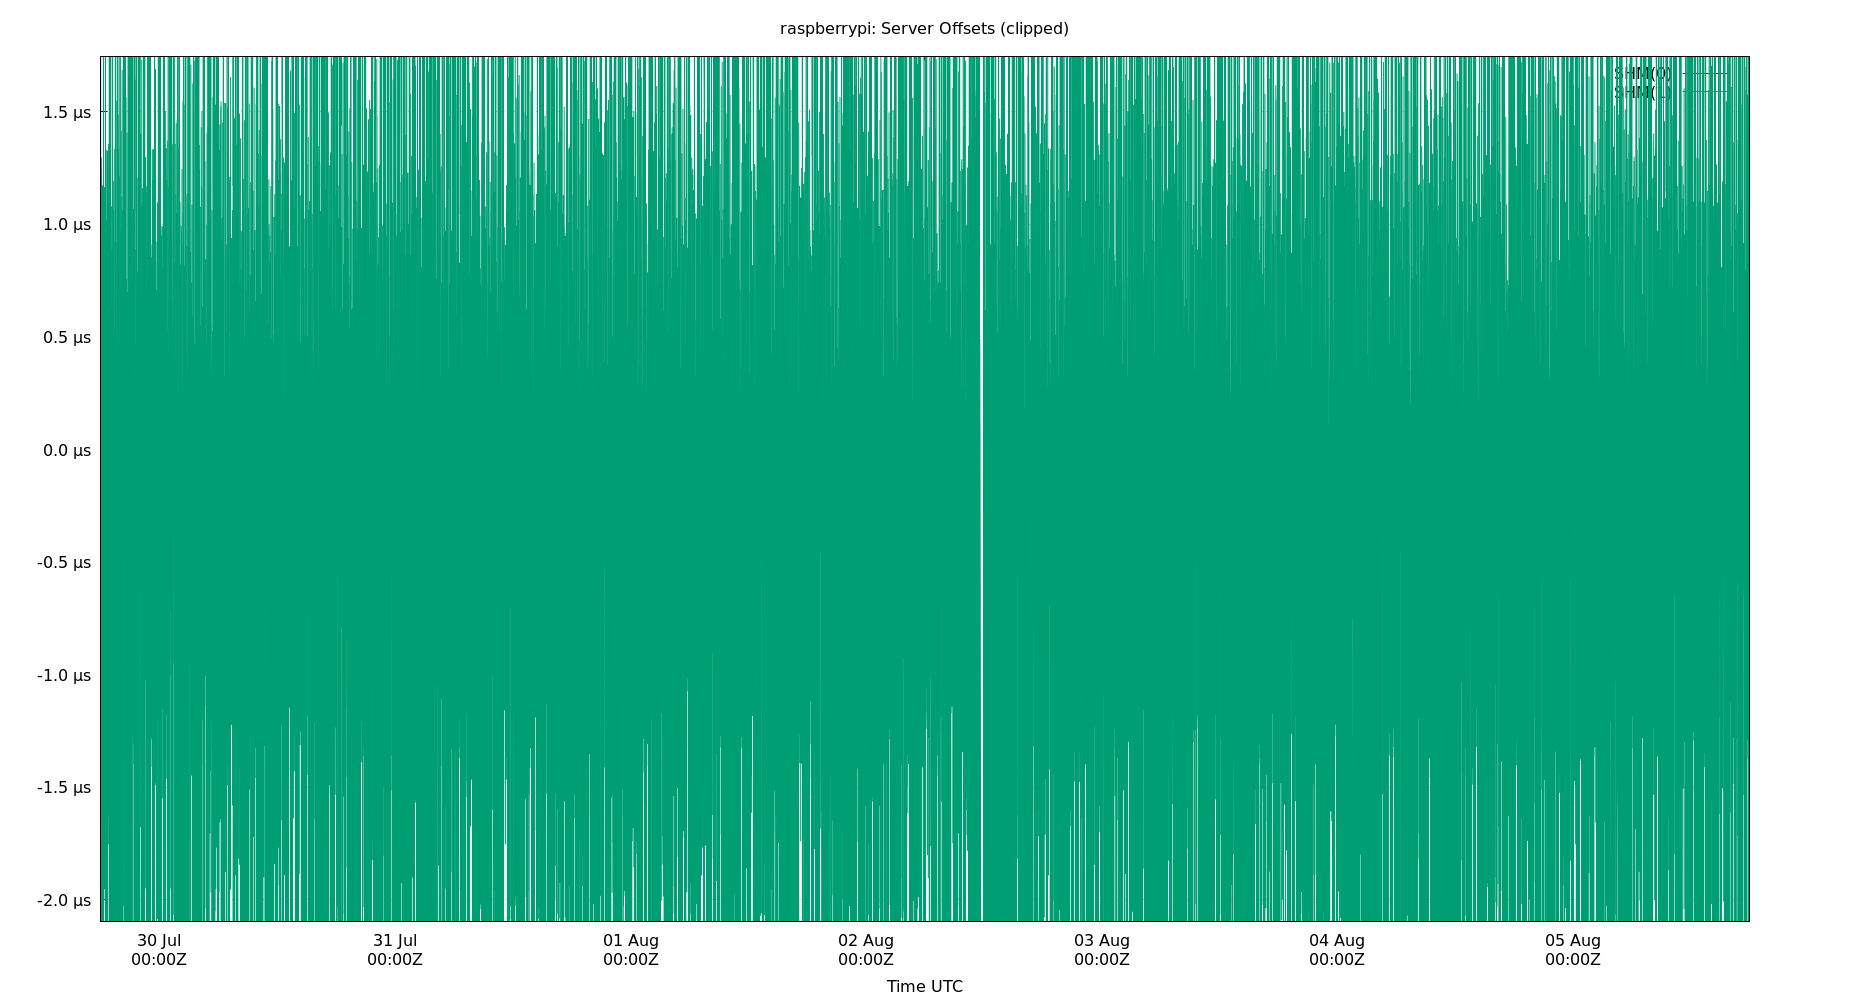 raspberrypi: Server Offsets (clipped)
SHM(0)
1.5 µs
1.0 µs
0.5 µs
0.0 µs
-0.5 µs
-1.0 µs
-1.5 µs
-2.0 µs
30 Jul 31 Jul 01 Aug 02 Aug 03 Aug 04 Aug 05 Aug
00:00Z 00:00Z 00:00Z 00:00Z 00:00Z 00:00Z 00:00Z
Time UTC